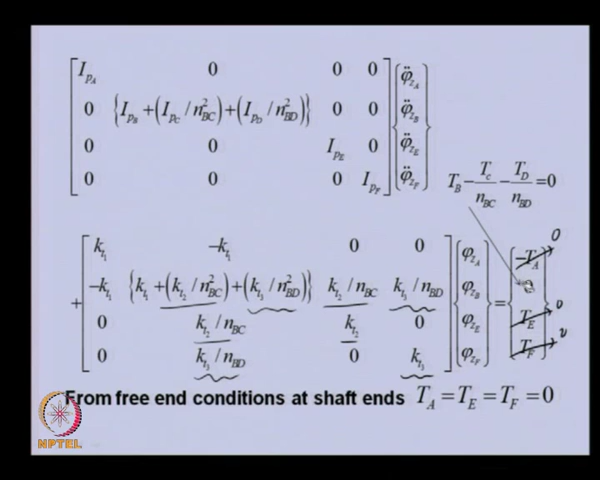 [I_{p_A} 0 0 0] {φ̈_{z_A}}
[0 {I_{p_B} + (I_{p_C} / n²_{BC}) + (I_{p_D} / n²_{BD})} 0 0] {φ̈_{z_B}}
[0 0 I_{p_E} 0] {φ̈_{z_E}}
[0 0 0 I_{p_F}] {φ̈_{z_F}}
T_B − T_c / n_{BC} − T_D / n_{BD} = 0
+ [k_{t_1} −k_{t_1} 0 0] {φ_{z_A}} {−T_A} 0
[−k_{t_1} {k_{t_1} + (k_{t_2} / n²_{BC}) + (k_{t_3} / n²_{BD})} k_{t_2} / n_{BC} k_{t_3} / n_{BD}] {φ_{z_B}} =
[0 k_{t_2} / n_{BC} k_{t_2} 0] {φ_{z_E}} {T_E} 0
[0 k_{t_3} / n_{BD} 0 k_{t_3}] {φ_{z_F}} {T_F} 0
From free end conditions at shaft ends T_A = T_E = T_F = 0
NPTEL